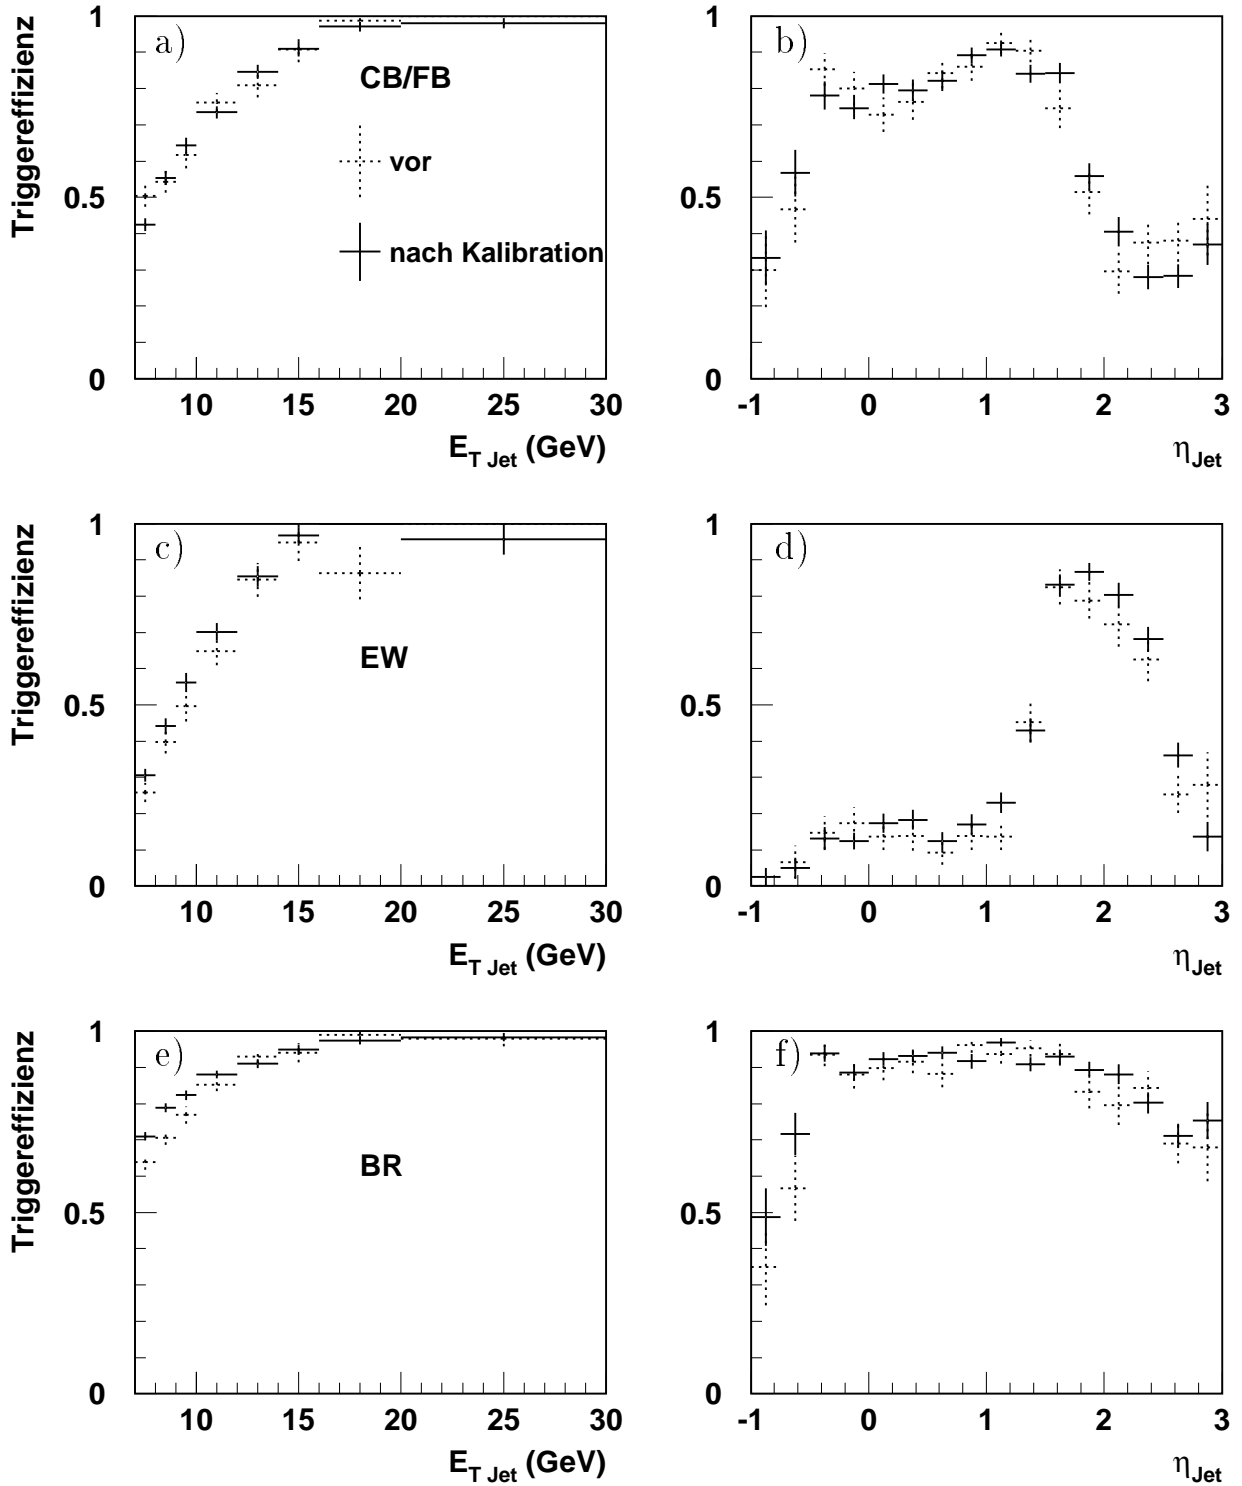 Triggereffizienz
1
0.5
0
a)
CB/FB
vor
nach Kalibration
10 15 20 25 30
E_T Jet (GeV)
1
0.5
0
b)
-1 0 1 2 3
η_Jet
Triggereffizienz
1
0.5
0
c)
EW
10 15 20 25 30
E_T Jet (GeV)
1
0.5
0
d)
-1 0 1 2 3
η_Jet
Triggereffizienz
1
0.5
0
e)
BR
10 15 20 25 30
E_T Jet (GeV)
1
0.5
0
f)
-1 0 1 2 3
η_Jet